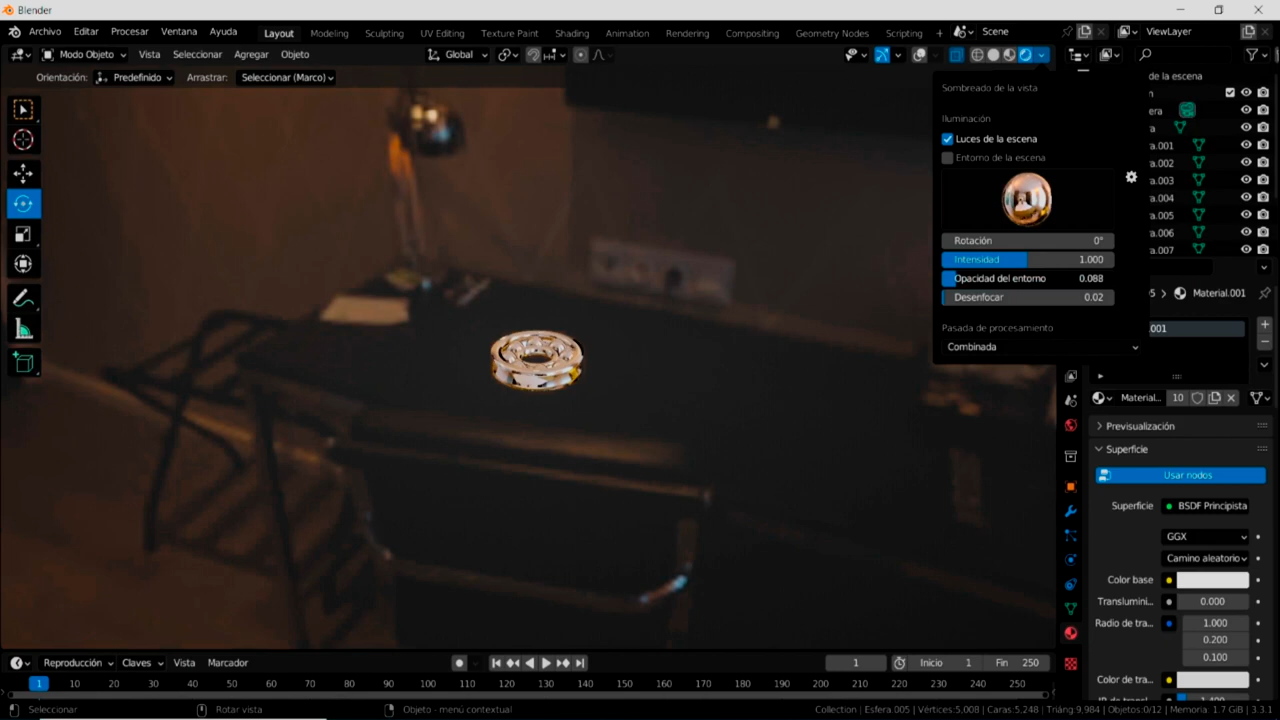 Blender
Archivo Editar Procesar Ventana Ayuda Layout Modeling Sculpting UV Editing Texture Paint Shading Animation Rendering Compositing Geometry Nodes Scripting + Scene ViewLayer
Modo Objeto Vista Seleccionar Agregar Objeto Global
Orientación: Predefinido Arrastrar: Seleccionar (Marco)
Sombreado de la vista
Iluminación
Luces de la escena
Entorno de la escena
Rotación 0°
Intensidad 1.000
Opacidad del entorno 0.088
Desenfocar 0.02
Pasada de procesamiento
Combinada
de la escena
n
era
a
a.001
a.002
a.003
a.004
a.005
a.006
a.007
5 > Material.001
001
Material... 10
Previsualización
Superficie
Usar nodos
Superficie BSDF Principista
GGX
Camino aleatorio
Color base
Translumini... 0.000
Radio de tra... 1.000
0.200
0.100
Color de tra...
Reproducción Claves Vista Marcador 1 Inicio 1 Fin 250
1 10 20 30 40 50 60 70 80 90 100 110 120 130 140 150 160 170 180 190 200 210 220 230 240 250
Seleccionar Rotar vista Objeto - menú contextual Collection | Esfera.005 | Vértices:5,008 | Caras:5,248 | Triáng:9,984 | Objetos:0/12 | Memoria: 1.7 GiB | 3.3.1